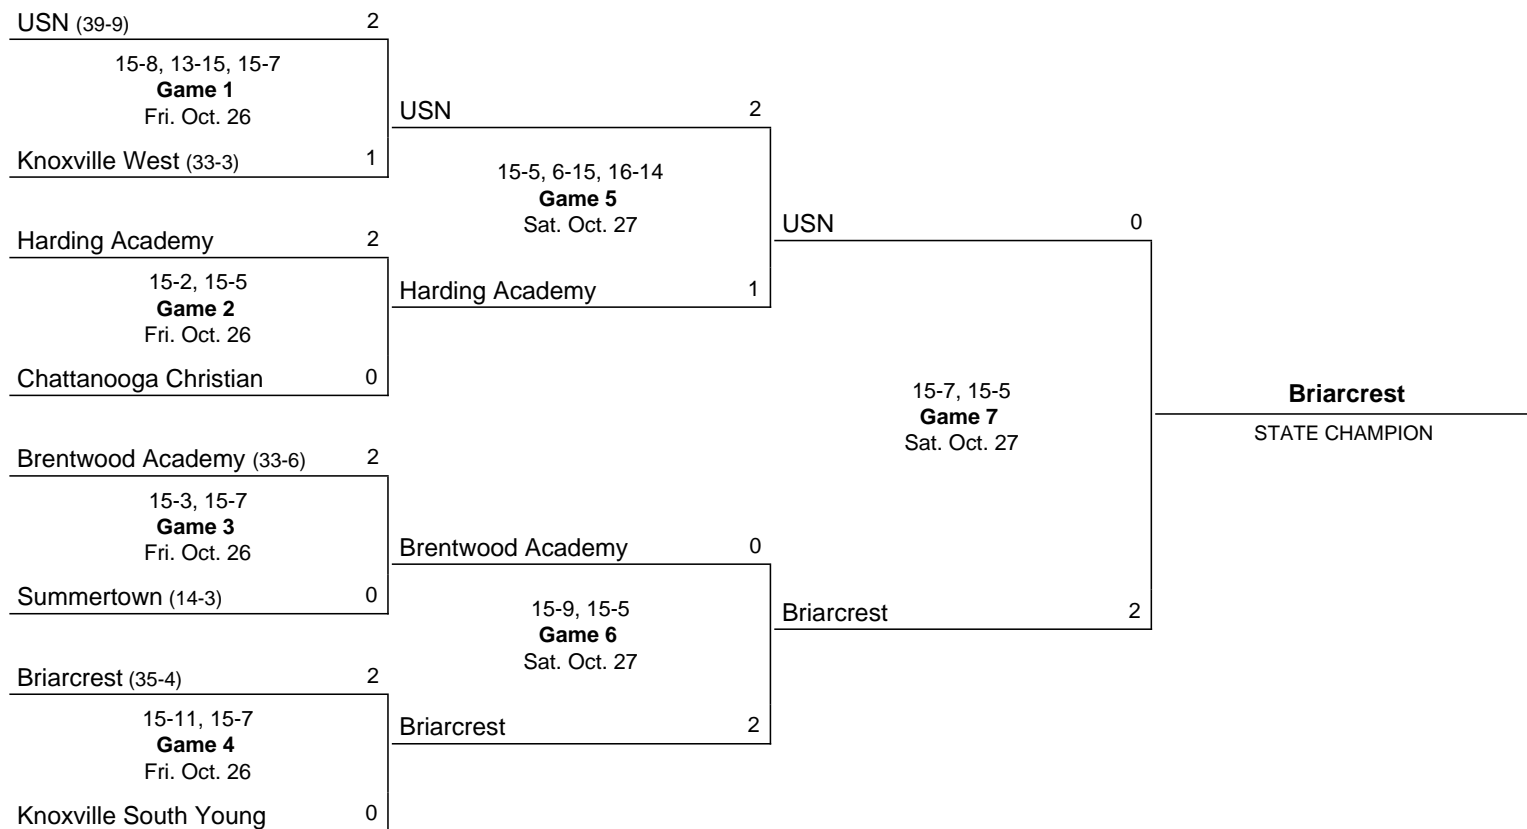 USN (39-9) 2
15-8, 13-15, 15-7
Game 1
Fri. Oct. 26
Knoxville West (33-3) 1
Harding Academy 2
15-2, 15-5
Game 2
Fri. Oct. 26
Chattanooga Christian 0
Brentwood Academy (33-6) 2
15-3, 15-7
Game 3
Fri. Oct. 26
Summertown (14-3) 0
Briarcrest (35-4) 2
15-11, 15-7
Game 4
Fri. Oct. 26
Knoxville South Young 0
USN 2
15-5, 6-15, 16-14
Game 5
Sat. Oct. 27
Harding Academy 1
Brentwood Academy 0
15-9, 15-5
Game 6
Sat. Oct. 27
Briarcrest 2
USN 0
15-7, 15-5
Game 7
Sat. Oct. 27
Briarcrest 2
Briarcrest
STATE CHAMPION